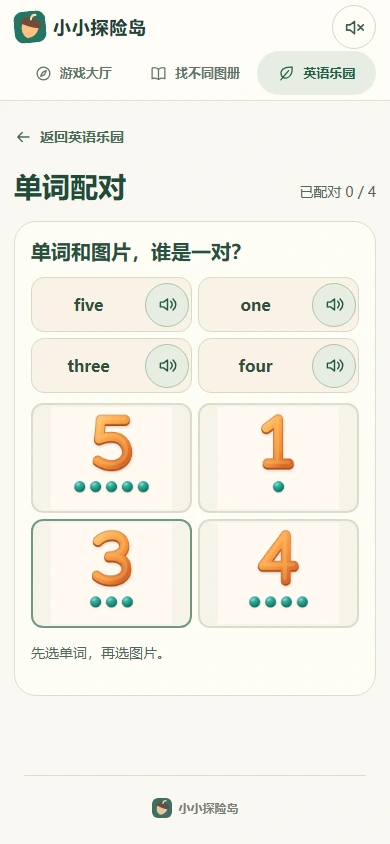 小小探险岛
游戏大厅 找不同图册 英语乐园
返回英语乐园
单词配对 已配对 0 / 4
单词和图片，谁是一对？
five one
three four
5 1
3 4
先选单词，再选图片。
小小探险岛